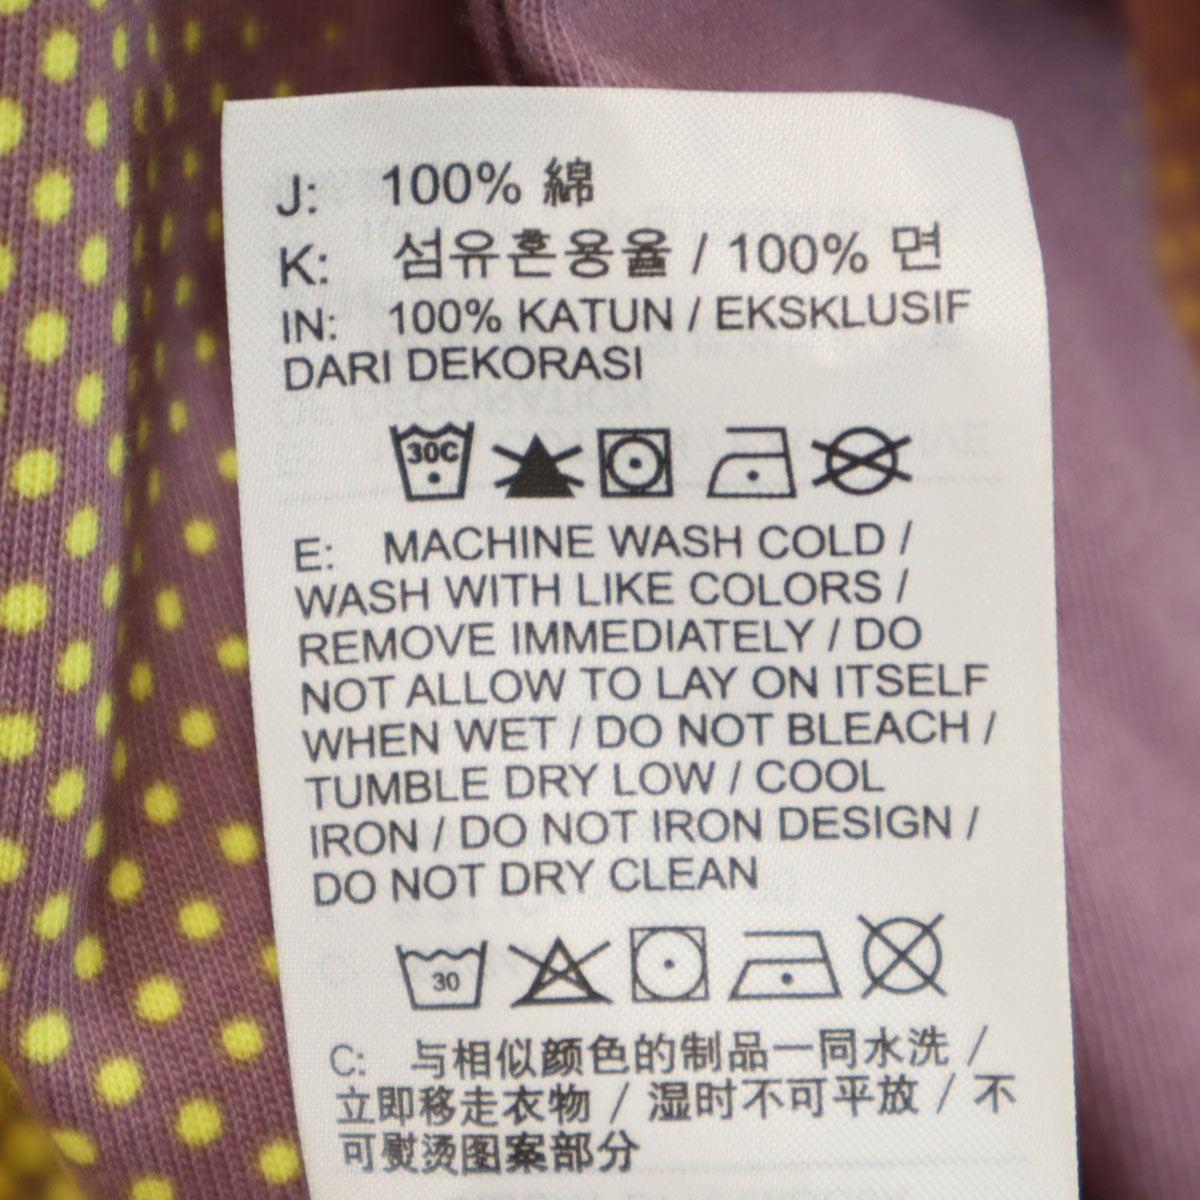 J: 100% 綿
K: 섬유혼용율 / 100% 면
IN: 100% KATUN / EKSKLUSIF
DARI DEKORASI
30C
E: MACHINE WASH COLD /
WASH WITH LIKE COLORS /
REMOVE IMMEDIATELY / DO
NOT ALLOW TO LAY ON ITSELF
WHEN WET / DO NOT BLEACH /
TUMBLE DRY LOW / COOL
IRON / DO NOT IRON DESIGN /
DO NOT DRY CLEAN
30
C: 与相似颜色的制品一同水洗 /
立即移走衣物 / 湿时不可平放 / 不
可熨烫图案部分